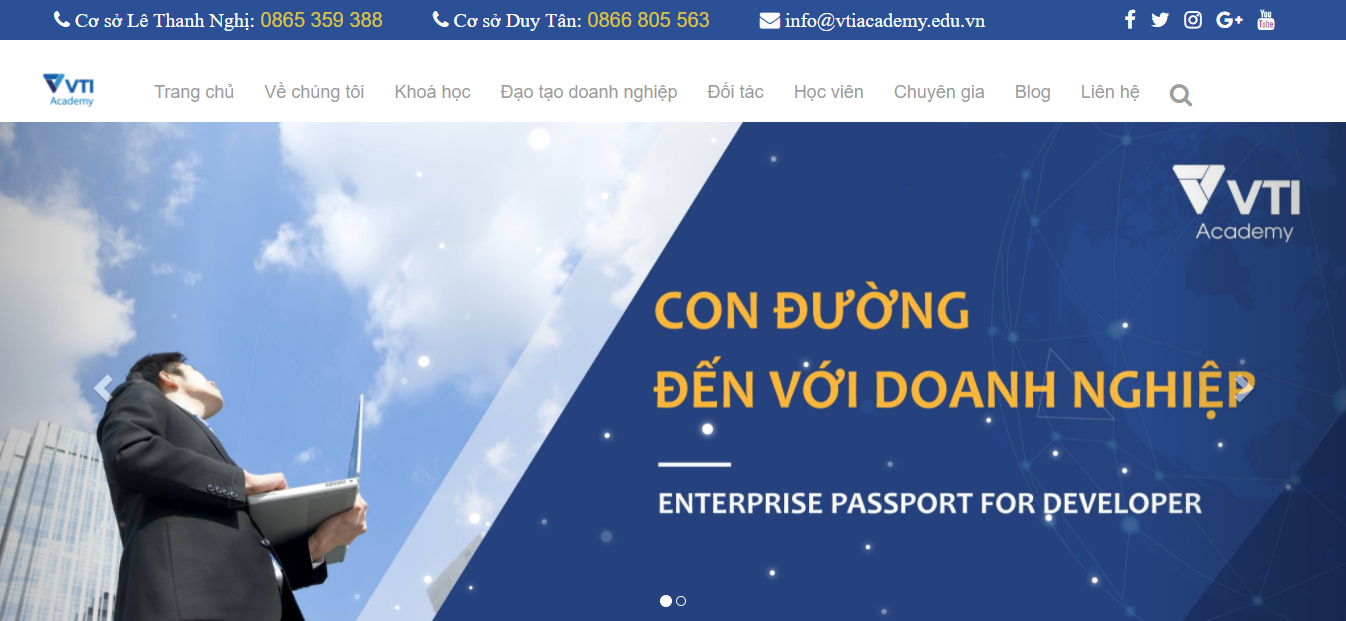 Cơ sở Lê Thanh Nghị: 0865 359 388 Cơ sở Duy Tân: 0866 805 563 info@vtiacademy.edu.vn
You Tube
VTI
Academy
Trang chủ Về chúng tôi Khoá học Đạo tạo doanh nghiệp Đối tác Học viên Chuyên gia Blog Liên hệ
VTI
Academy
CON ĐƯỜNG
ĐẾN VỚI DOANH NGHIỆP
ENTERPRISE PASSPORT FOR DEVELOPER